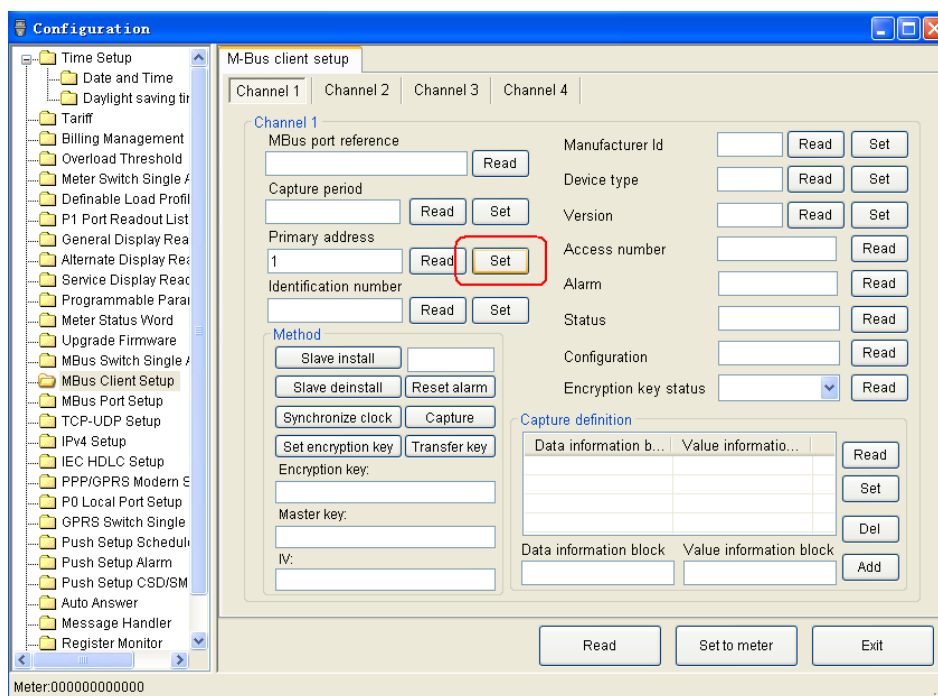 Configuration
Time Setup
Date and Time
Daylight saving tir
Tariff
Billing Management
Overload Threshold
Meter Switch Single A
Definable Load Profil
P1 Port Readout List
General Display Rea
Alternate Display Rea
Service Display Reac
Programmable Parar
Meter Status Word
Upgrade Firmware
MBus Switch Single A
MBus Client Setup
MBus Port Setup
TCP-UDP Setup
IPv4 Setup
IEC HDLC Setup
PPP/GPRS Modern S
P0 Local Port Setup
GPRS Switch Single
Push Setup Schedul
Push Setup Alarm
Push Setup CSD/SM
Auto Answer
Message Handler
Register Monitor
M-Bus client setup
Channel 1 Channel 2 Channel 3 Channel 4
Channel 1
MBus port reference
Read
Capture period
Read Set
Primary address
1 Read Set
Identification number
Read Set
Method
Slave install
Slave deinstall Reset alarm
Synchronize clock Capture
Set encryption key Transfer key
Encryption key:
Master key:
IV:
Manufacturer Id Read Set
Device type Read Set
Version Read Set
Access number Read
Alarm Read
Status Read
Configuration Read
Encryption key status Read
Capture definition
Data information b... Value informatio...
Read
Set
Del
Data information block Value information block
Add
Read Set to meter Exit
Meter:000000000000